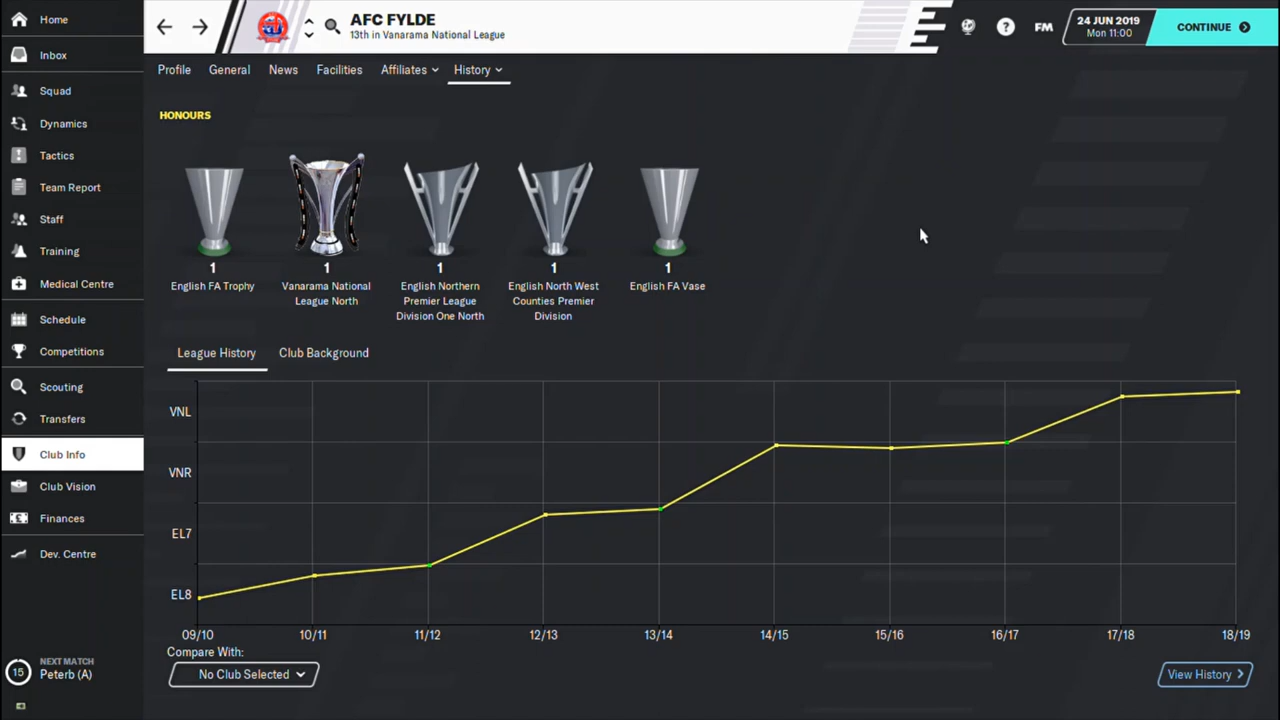 Home
Inbox
Squad
Dynamics
Tactics
Team Report
Staff
Training
Medical Centre
Schedule
Competitions
Scouting
Transfers
Club Info
Club Vision
Finances
Dev. Centre
15
NEXT MATCH
Peterb (A)
AFC FYLDE
13th in Vanarama National League
?
FM
24 JUN 2019
Mon 11:00
CONTINUE
Profile
General
News
Facilities
Affiliates
History
HONOURS
1
English FA Trophy
1
Vanarama National
League North
1
English Northern
Premier League
Division One North
1
English North West
Counties Premier
Division
1
English FA Vase
League History
Club Background
VNL
VNR
EL7
EL8
09/10
10/11
11/12
12/13
13/14
14/15
15/16
16/17
17/18
18/19
Compare With:
No Club Selected
View History